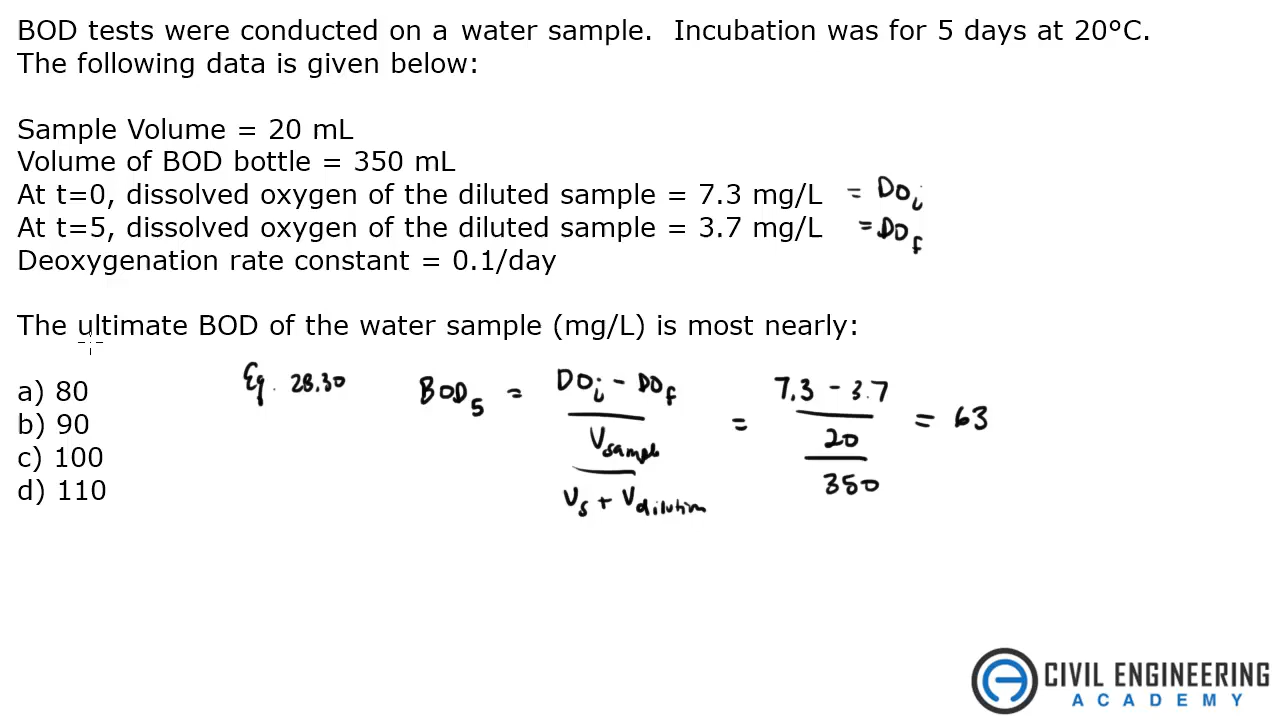 BOD tests were conducted on a water sample.  Incubation was for 5 days at 20°C.
The following data is given below:
Sample Volume = 20 mL
Volume of BOD bottle = 350 mL
At t=0, dissolved oxygen of the diluted sample = 7.3 mg/L = DOi
At t=5, dissolved oxygen of the diluted sample = 3.7 mg/L = DOf
Deoxygenation rate constant = 0.1/day
The ultimate BOD of the water sample (mg/L) is most nearly:
a) 80
b) 90
c) 100
d) 110
Eq. 28.30
BOD5 = DOi - DOf / Vsample / Vs + Vdilution = 7.3 - 3.7 / 20 / 350 = 63
CIVIL ENGINEERING
ACADEMY